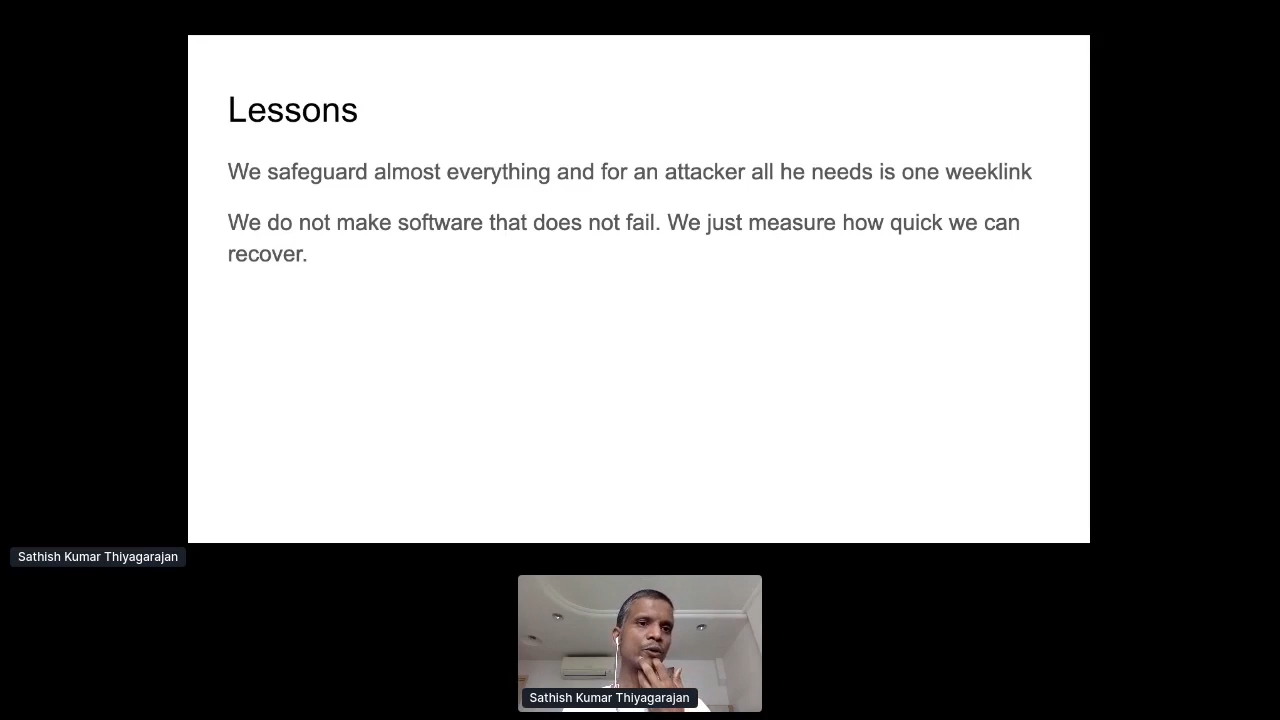 Lessons
We safeguard almost everything and for an attacker all he needs is one weeklink
We do not make software that does not fail. We just measure how quick we can
recover.
Sathish Kumar Thiyagarajan
Sathish Kumar Thiyagarajan